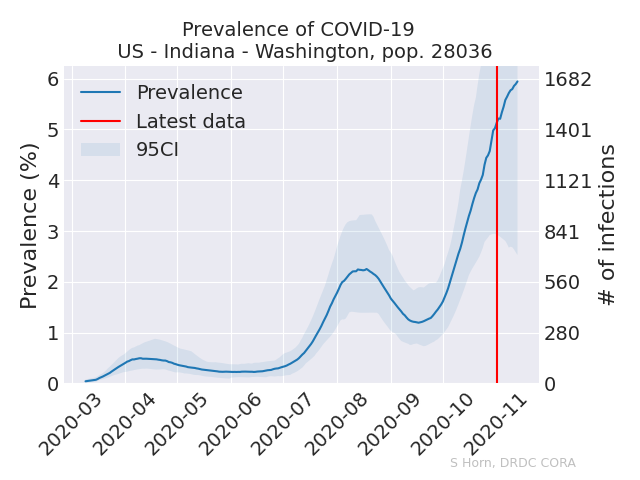 Prevalence of COVID-19
US - Indiana - Washington, pop. 28036
Prevalence
Latest data
95CI
Prevalence (%)
6
5
4
3
2
1
0
1682
1401
1121
841
560
280
0
# of infections
2020-03
2020-04
2020-05
2020-06
2020-07
2020-08
2020-09
2020-10
2020-11
S Horn, DRDC CORA